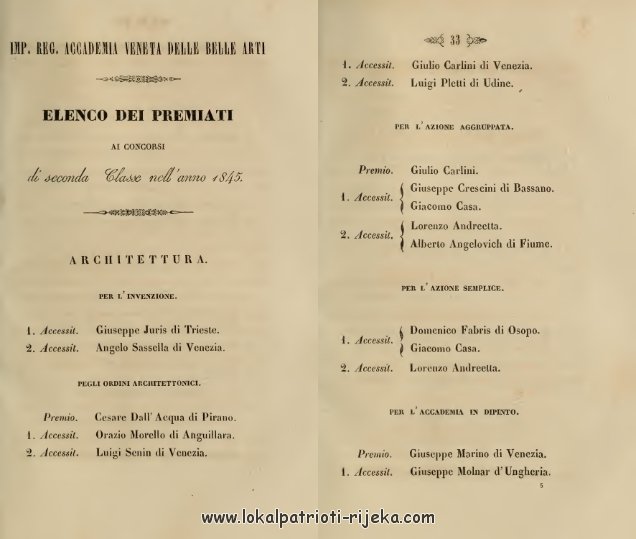 IMP. REG. ACCADEMIA VENETA DELLE BELLE ARTI
ELENCO DEI PREMIATI
AI CONCORSI
di seconda Classe nell'anno 1845.
ARCHITETTURA.
PER L'INVENZIONE.
1. Accessit. Giuseppe Juris di Trieste.
2. Accessit. Angelo Sassella di Venezia.
PEGLI ORDINI ARCHITETTONICI.
Premio. Cesare Dall'Acqua di Pirano.
1. Accessit. Orazio Morello di Anguillara.
2. Accessit. Luigi Senin di Venezia.
33
1. Accessit. Giulio Carlini di Venezia.
2. Accessit. Luigi Pletti di Udine.
PER L'AZIONE AGGRUPPATA.
Premio. Giulio Carlini.
1. Accessit. Giuseppe Crescini di Bassano.
Giacomo Casa.
2. Accessit. Lorenzo Andreetta.
Alberto Angelovich di Fiume.
PER L'AZIONE SEMPLICE.
1. Accessit. Domenico Fabris di Osopo.
Giacomo Casa.
2. Accessit. Lorenzo Andreetta.
PER L'ACCADEMIA IN DIPINTO.
Premio. Giuseppe Marino di Venezia.
1. Accessit. Giuseppe Molnar d'Ungheria.
5
www.lokalpatrioti-rijeka.com